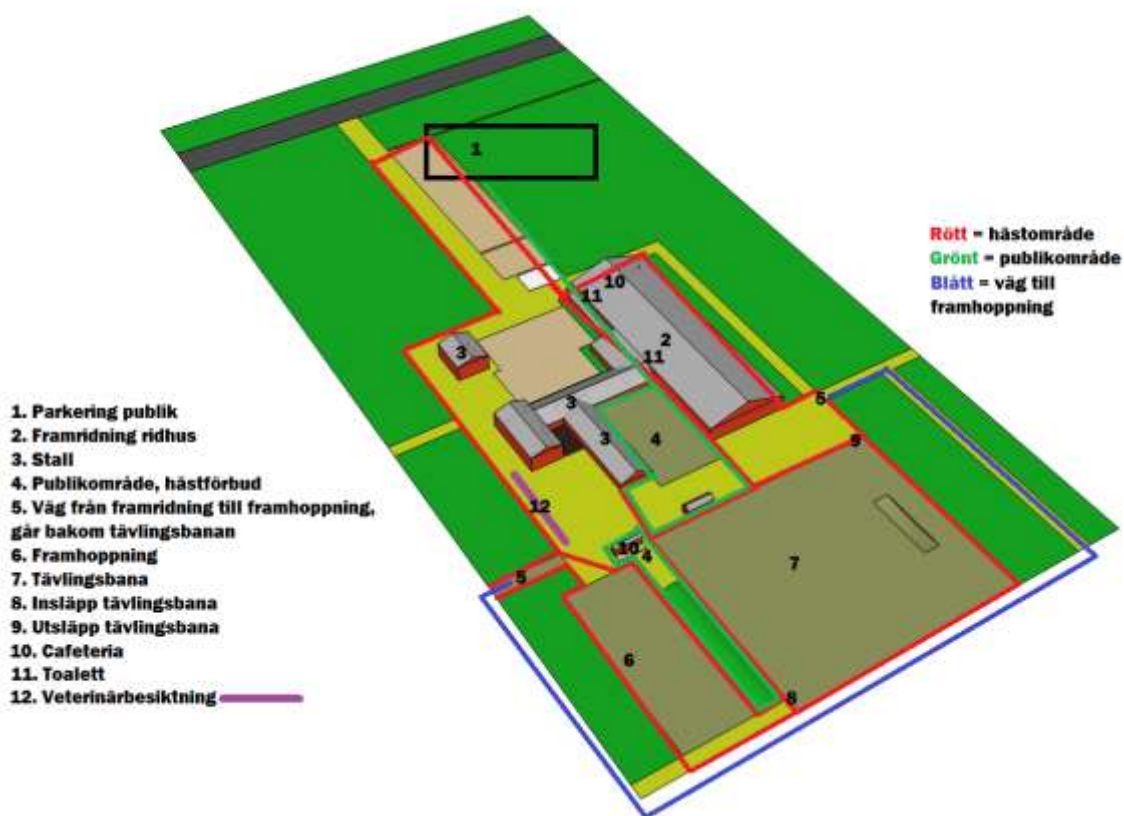 1
Rött = hästområde
Grönt = publikområde
Blått = väg till
framhoppning
10
11
2
3
11
5
3
3
4
9
1. Parkering publik
2. Framridning ridhus
3. Stall
4. Publikområde, hästförbud
5. Väg från framridning till framhoppning,
går bakom tävlingsbanan
6. Framhoppning
7. Tävlingsbana
8. Insläpp tävlingsbana
9. Utsläpp tävlingsbana
10. Cafeteria
11. Toalett
12. Veterinärbesiktning
12
10
4
7
5
6
8